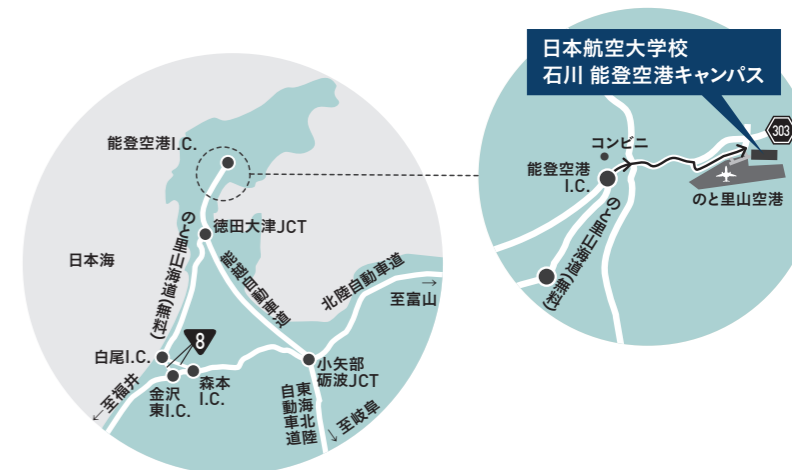 能登空港I.C.
徳田大津JCT
のと里山海道(無料)
能越自動車道
北陸自動車道
→
至富山
日本海
8
白尾I.C.
金沢
東I.C.
森本
I.C.
小矢部
砺波JCT
東海北陸
自動車道
←至福井
↓至岐阜
日本航空大学校
石川 能登空港キャンパス
303
コンビニ
能登空港
I.C.
のと里山空港
のと里山海道(無料)